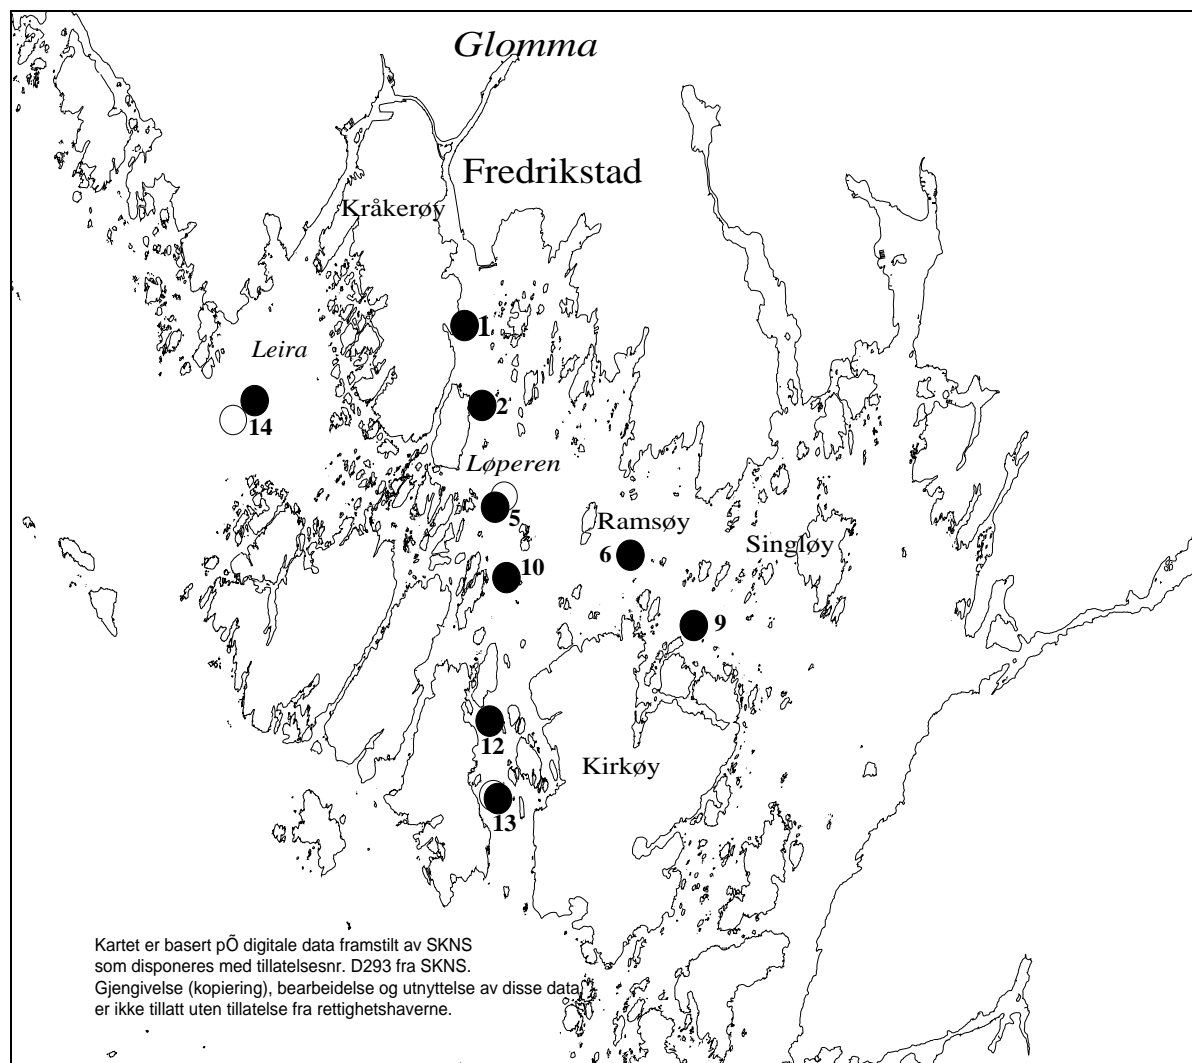 Glomma
Fredrikstad
Kråkerøy
1
Leira
2
14
Løperen
5
Ramsøy
6
Singløy
10
9
12
Kirkøy
13
Kartet er basert pÕ digitale data framstilt av SKNS
som disponeres med tillatelsesnr. D293 fra SKNS.
Gjengivelse (kopiering), bearbeidelse og utnyttelse av disse data
er ikke tillatt uten tillatelse fra rettighetshaverne.